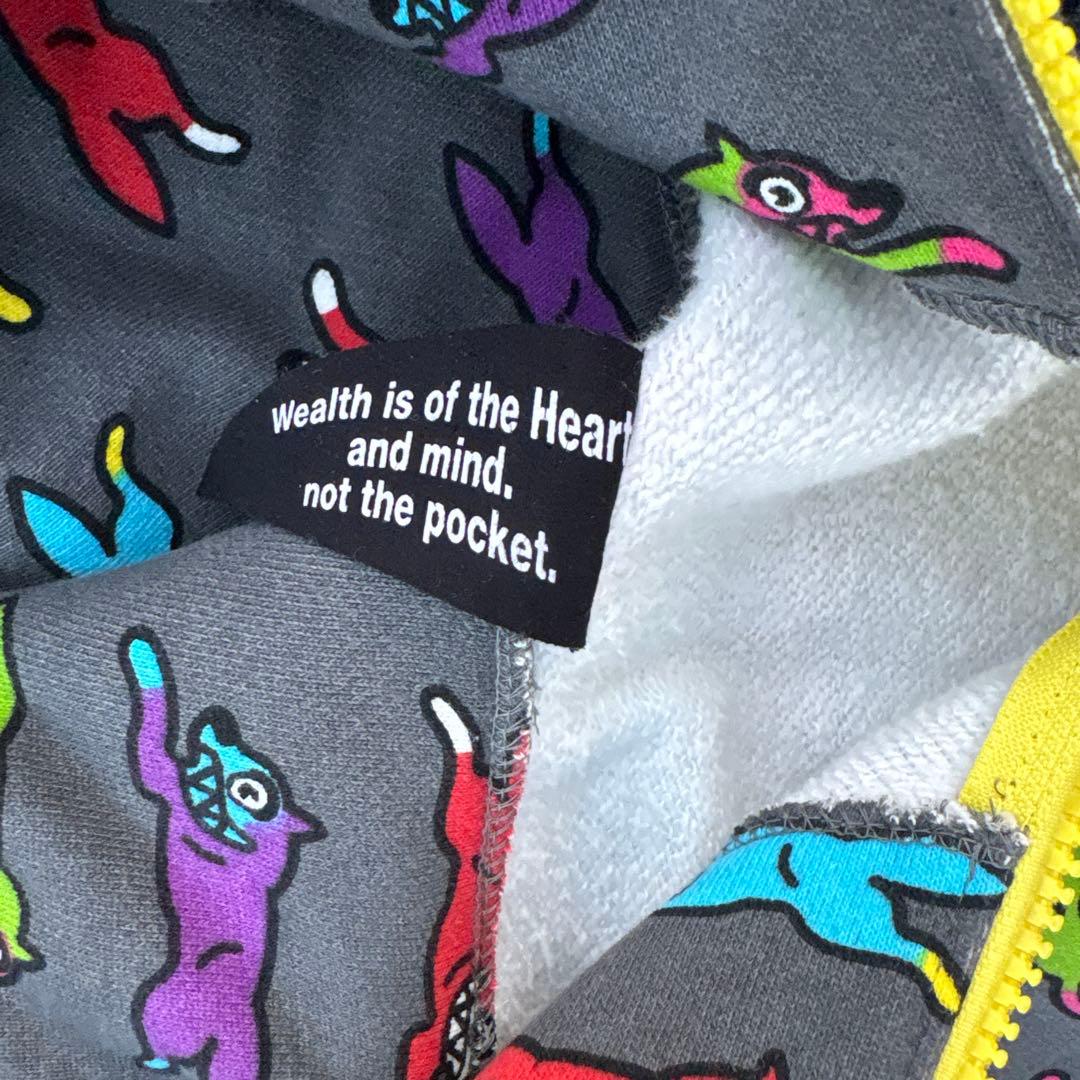 Wealth is of the Heart
and mind.
not the pocket.